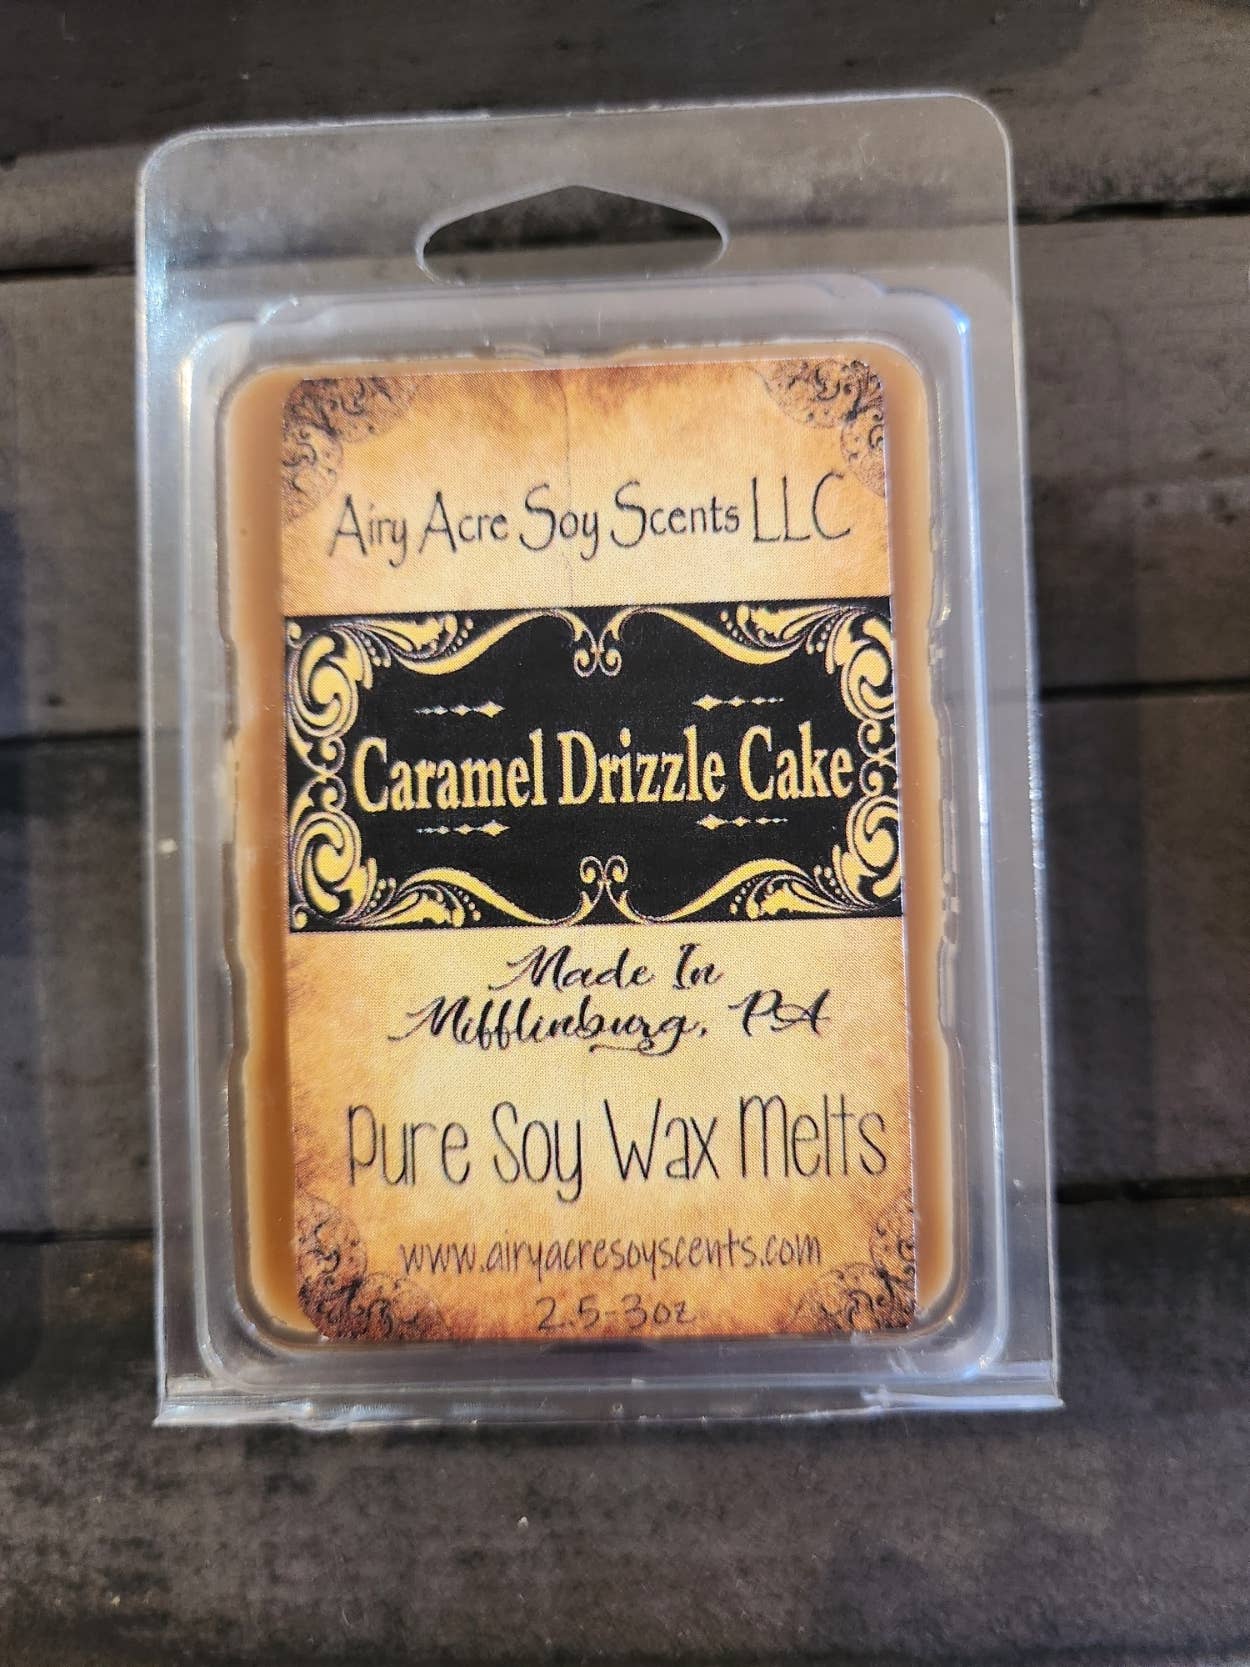 Airy Acre Soy Scents LLC
Caramel Drizzle Cake
Made In
Mifflinburg, PA
Pure Soy Wax Melts
www.airyacresoyscents.com
2.5-3oz